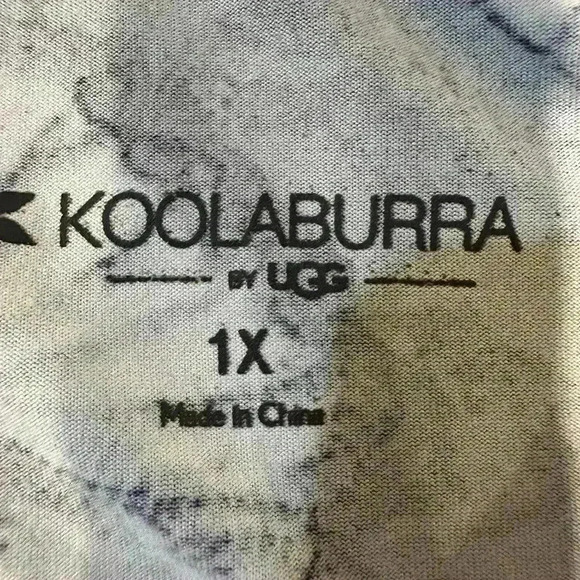 KOOLABURRA
BY UGG
1X
Made In China